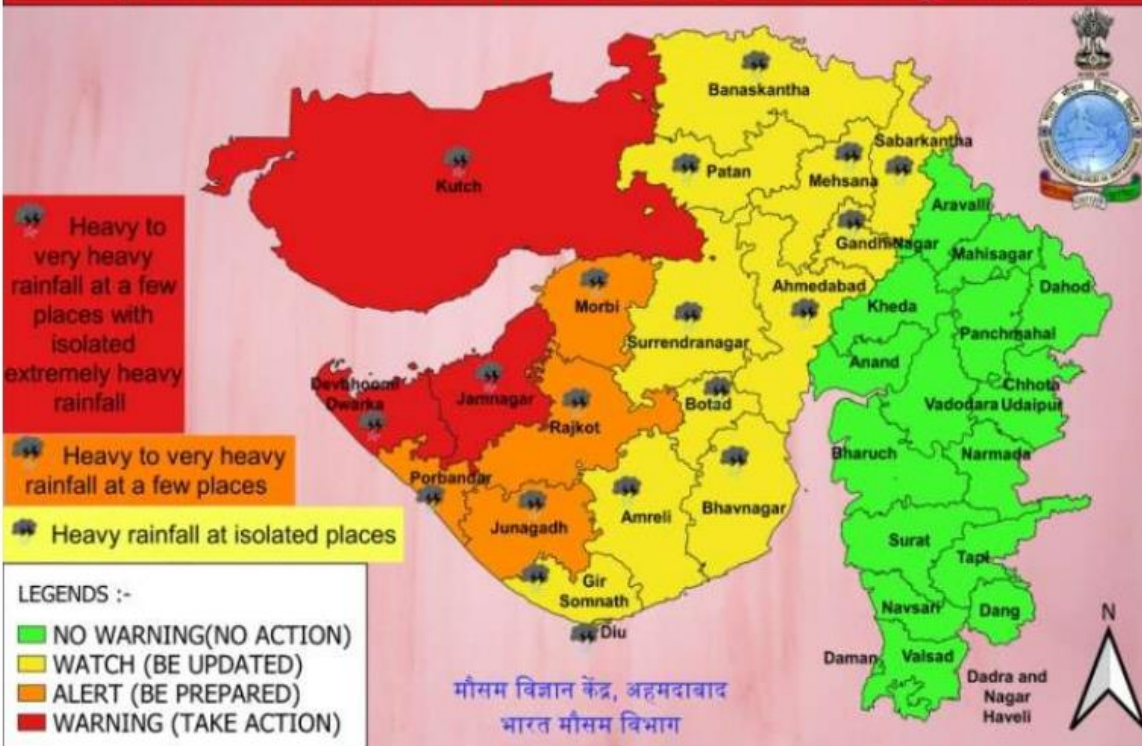 Banaskantha
Sabarkantha
Patan
Mehsana
Kutch
Aravalli
Gandhi Nagar
Mahisagar
Heavy to
very heavy
rainfall at a few
places with
isolated
extremely heavy
rainfall
Morbi
Ahmedabad
Kheda
Dahod
Surrendranagar
Panchmahal
Anand
Devbhoomi
Dwarka
Jamnagar
Botad
Chhota
Udaipur
Vadodara
Rajkot
Heavy to very heavy
rainfall at a few places
Porbandar
Bharuch
Narmada
Junagadh
Amreli
Bhavnagar
Heavy rainfall at isolated places
Surat
Tapi
Gir
Somnath
Navsari
Dang
Diu
LEGENDS :-
NO WARNING(NO ACTION)
WATCH (BE UPDATED)
ALERT (BE PREPARED)
WARNING (TAKE ACTION)
Daman
Valsad
Dadra and
Nagar
Haveli
N
मौसम विज्ञान केंद्र, अहमदाबाद
भारत मौसम विभाग